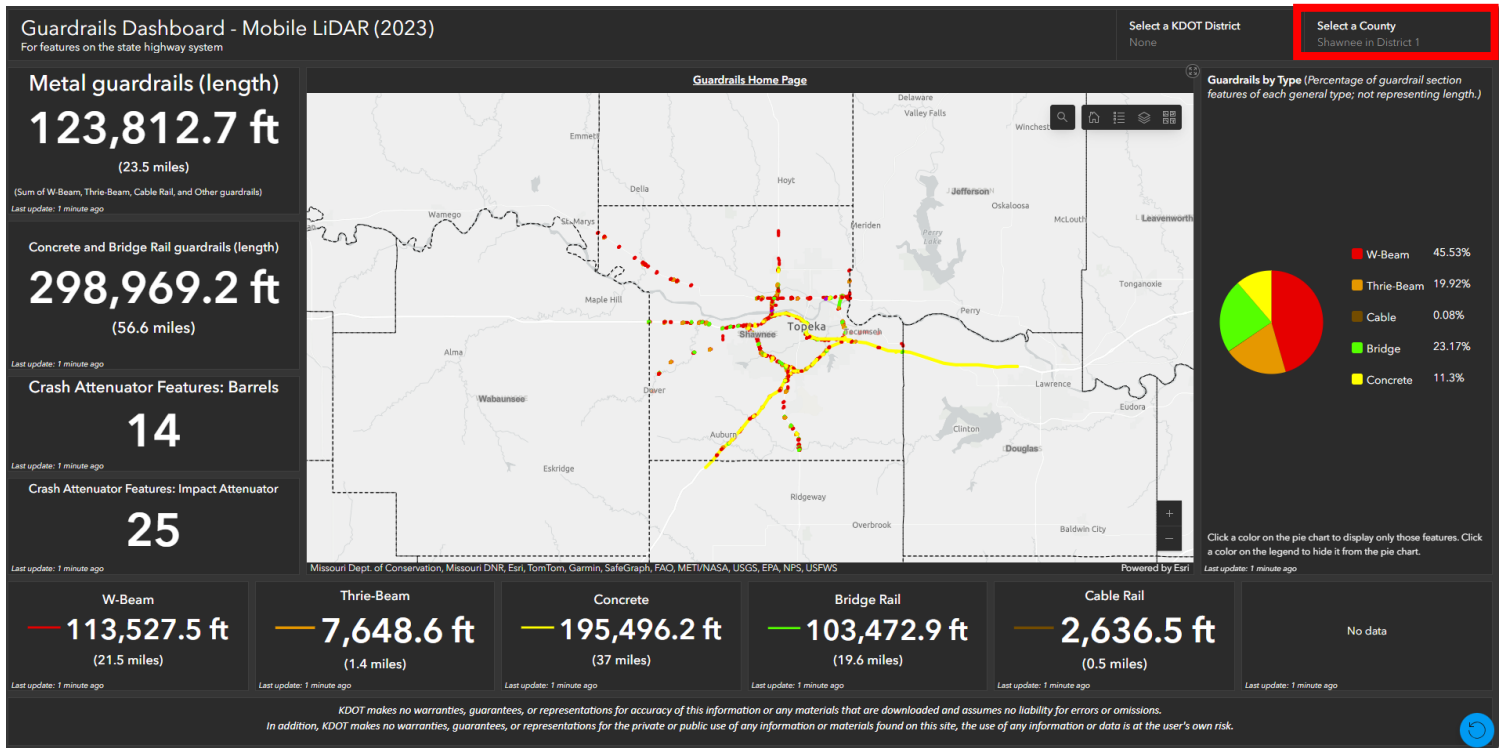 Guardrails Dashboard - Mobile LiDAR (2023)
For features on the state highway system
Select a KDOT District
None
Select a County
Shawnee in District 1
Metal guardrails (length)
123,812.7 ft
(23.5 miles)
(Sum of W-Beam, Thrie-Beam, Cable Rail, and Other guardrails)
Last update: 1 minute ago
Concrete and Bridge Rail guardrails (length)
298,969.2 ft
(56.6 miles)
Last update: 1 minute ago
Crash Attenuator Features: Barrels
14
Last update: 1 minute ago
Crash Attenuator Features: Impact Attenuator
25
Last update: 1 minute ago
Guardrails Home Page
Delaware
Valley Falls
Winchest
Emmett
Hoyt
Delia
Jefferson
Oskaloosa
McLouth
Leavenworth
Wamego
St. Marys
Meriden
Perry
Lake
Tonganoxie
Maple Hill
Perry
Topeka
Shawnee
Tecumseh
Alma
Lawrence
Dover
Wabaunsee
Eudora
Auburn
Clinton
Douglas
Eskridge
Ridgeway
Overbrook
Baldwin City
+
−
Missouri Dept. of Conservation, Missouri DNR, Esri, TomTom, Garmin, SafeGraph, FAO, METI/NASA, USGS, EPA, NPS, USFWS
Powered by Esri
Guardrails by Type (Percentage of guardrail section
features of each general type; not representing length.)
W-Beam 45.53%
Thrie-Beam 19.92%
Cable 0.08%
Bridge 23.17%
Concrete 11.3%
Click a color on the pie chart to display only those features. Click
a color on the legend to hide it from the pie chart.
Last update: 1 minute ago
W-Beam
113,527.5 ft
(21.5 miles)
Last update: 1 minute ago
Thrie-Beam
7,648.6 ft
(1.4 miles)
Last update: 1 minute ago
Concrete
195,496.2 ft
(37 miles)
Last update: 1 minute ago
Bridge Rail
103,472.9 ft
(19.6 miles)
Last update: 1 minute ago
Cable Rail
2,636.5 ft
(0.5 miles)
Last update: 1 minute ago
No data
Last update: 1 minute ago
KDOT makes no warranties, guarantees, or representations for accuracy of this information or any materials that are downloaded and assumes no liability for errors or omissions.
In addition, KDOT makes no warranties, guarantees, or representations for the private or public use of any information or materials found on this site, the use of any information or data is at the user's own risk.